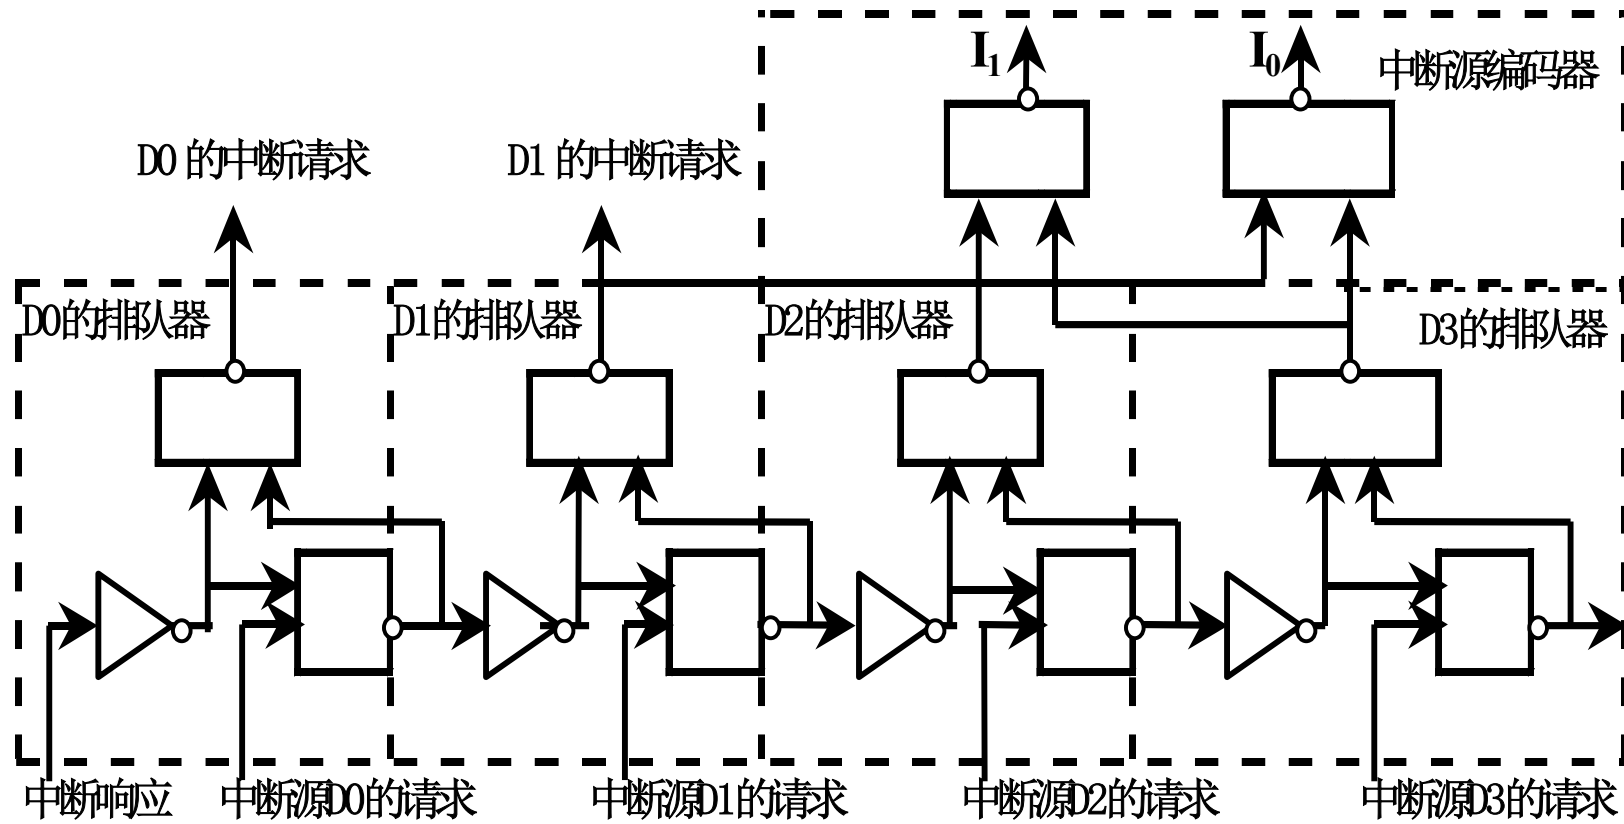 I1
I0
中断源编码器
D0 的中断请求
D1 的中断请求
D0的排队器
D1的排队器
D2的排队器
D3的排队器
中断响应
中断源D0的请求
中断源D1的请求
中断源D2的请求
中断源D3的请求